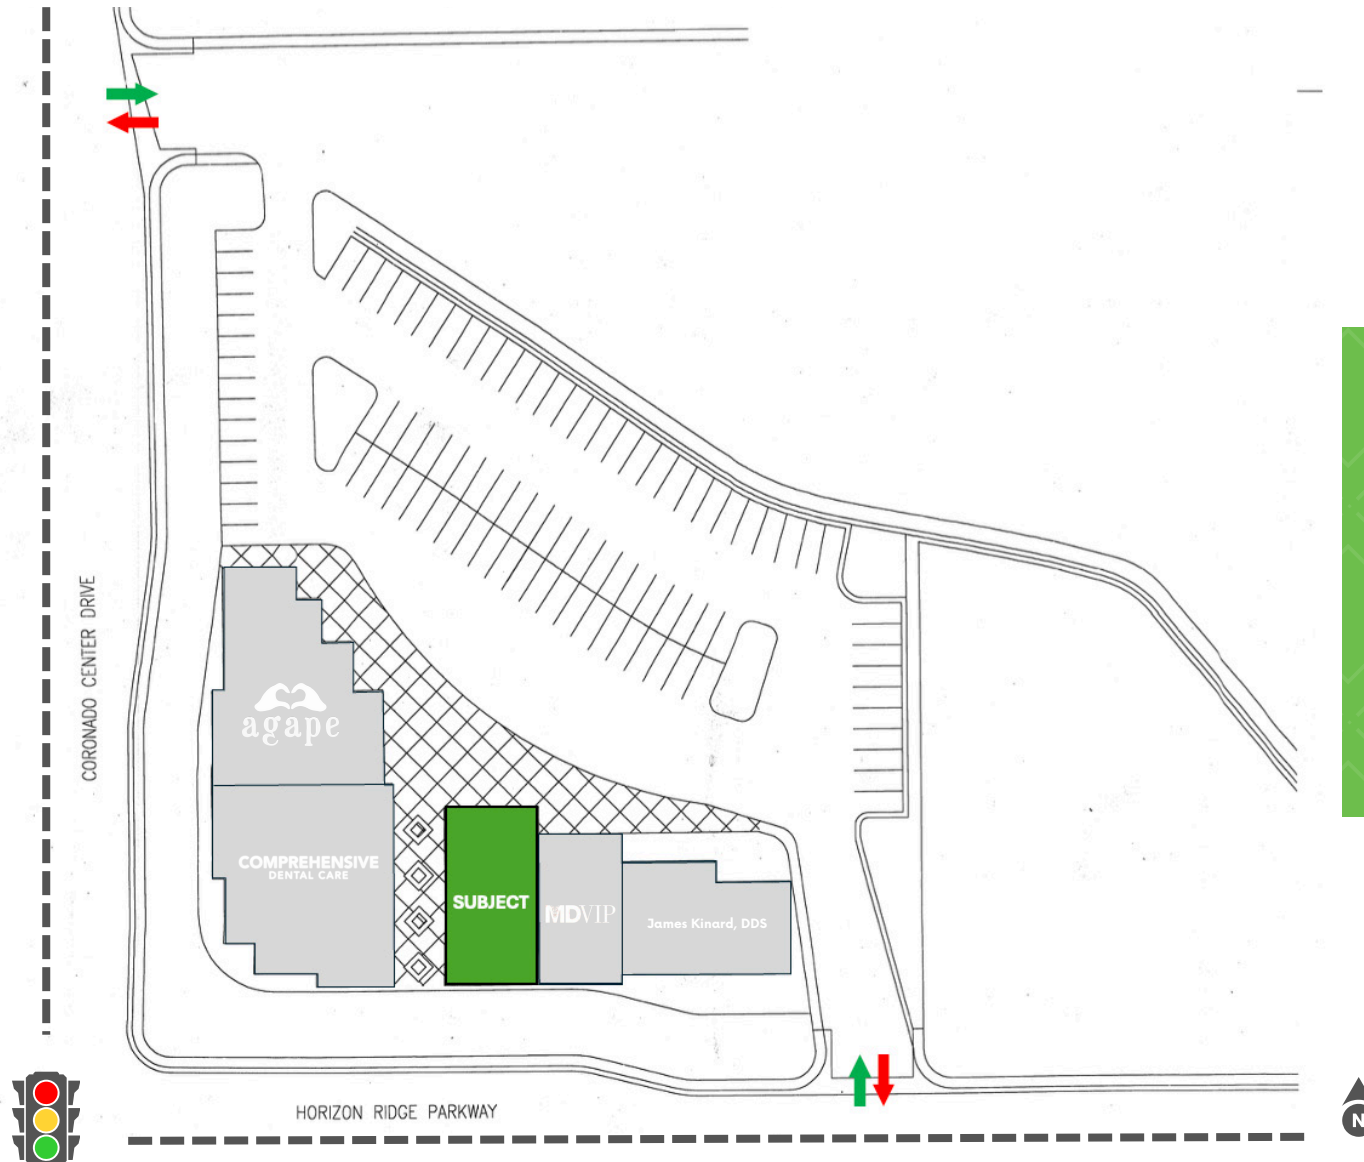 CORONADO CENTER DRIVE
agape
COMPREHENSIVE
DENTAL CARE
SUBJECT
MDVIP
James Kinard, DDS
HORIZON RIDGE PARKWAY
N